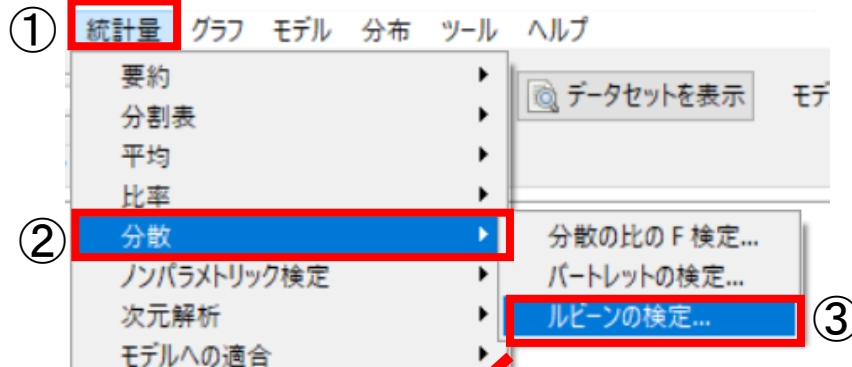 ① 統計量 グラフ モデル 分布 ツール ヘルプ
要約
データセットを表示 モデ
分割表
平均
比率
② 分散
分散の比の F 検定...
ノンパラメトリック検定
バートレットの検定...
次元解析
ルビーンの検定... ③
モデルへの適合